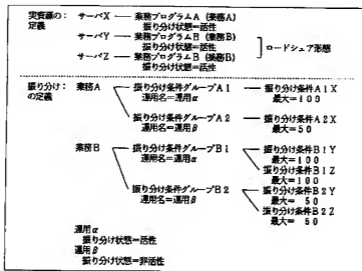 実資源の： サーバX ― 業務プログラムA（業務A）
定義 振り分け状態＝活性
サーバY ― 業務プログラムB（業務B）
振り分け状態＝活性
サーバZ ― 業務プログラムB（業務B）
振り分け状態＝活性
ロードシェア形態
振り分け： 業務A 振り分け条件グループA1 振り分け条件A1X
の定義 運用名＝運用α 最大＝100
振り分け条件グループA2 振り分け条件A2X
運用名＝運用β 最大＝50
業務B 振り分け条件グループB1 振り分け条件B1Y
運用名＝運用α 最大＝100
振り分け条件B1Z
最大＝100
振り分け条件グループB2 振り分け条件B2Y
運用名＝運用β 最大＝ 50
振り分け条件B2Z
最大＝ 50
運用α
振り分け状態＝活性
運用β
振り分け状態＝非活性